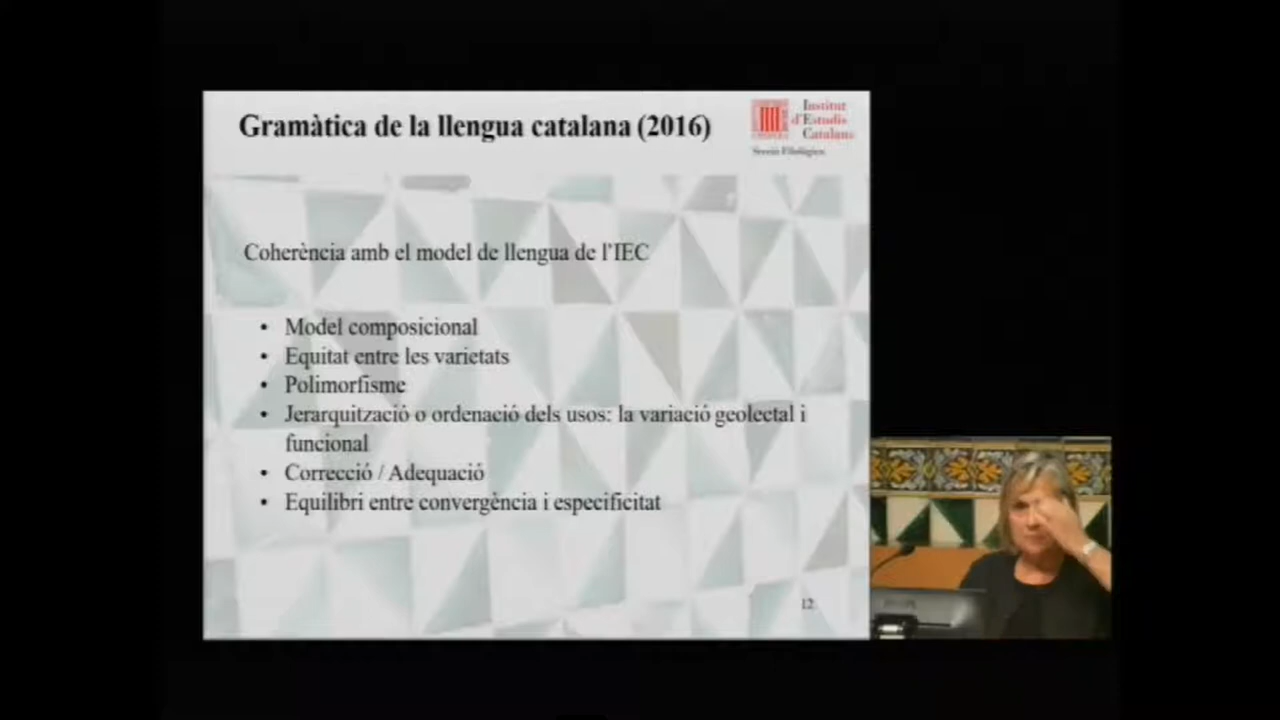 Gramàtica de la llengua catalana (2016)
Institut
d'Estudis
Catalans
Secció Filològica
Coherència amb el model de llengua de l'IEC
• Model composicional
• Equitat entre les varietats
• Polimorfisme
• Jerarquització o ordenació dels usos: la variació geolectal i
funcional
• Correcció / Adequació
• Equilibri entre convergència i especificitat
12